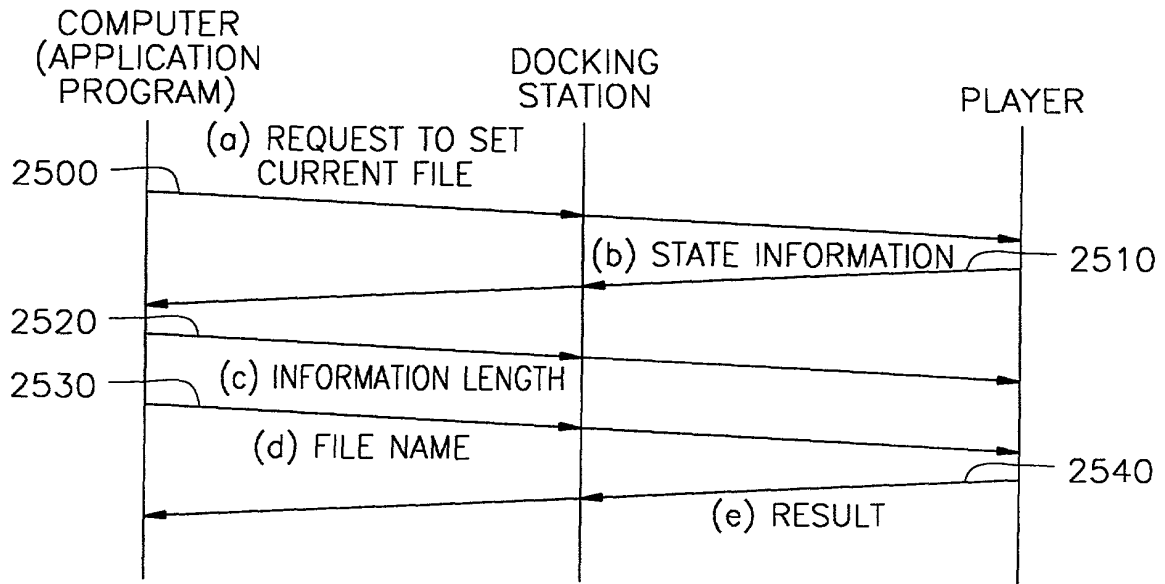 COMPUTER
(APPLICATION
PROGRAM)
DOCKING
STATION
PLAYER
(a) REQUEST TO SET
CURRENT FILE
2500
(b) STATE INFORMATION
2510
2520
(c) INFORMATION LENGTH
2530
(d) FILE NAME
2540
(e) RESULT